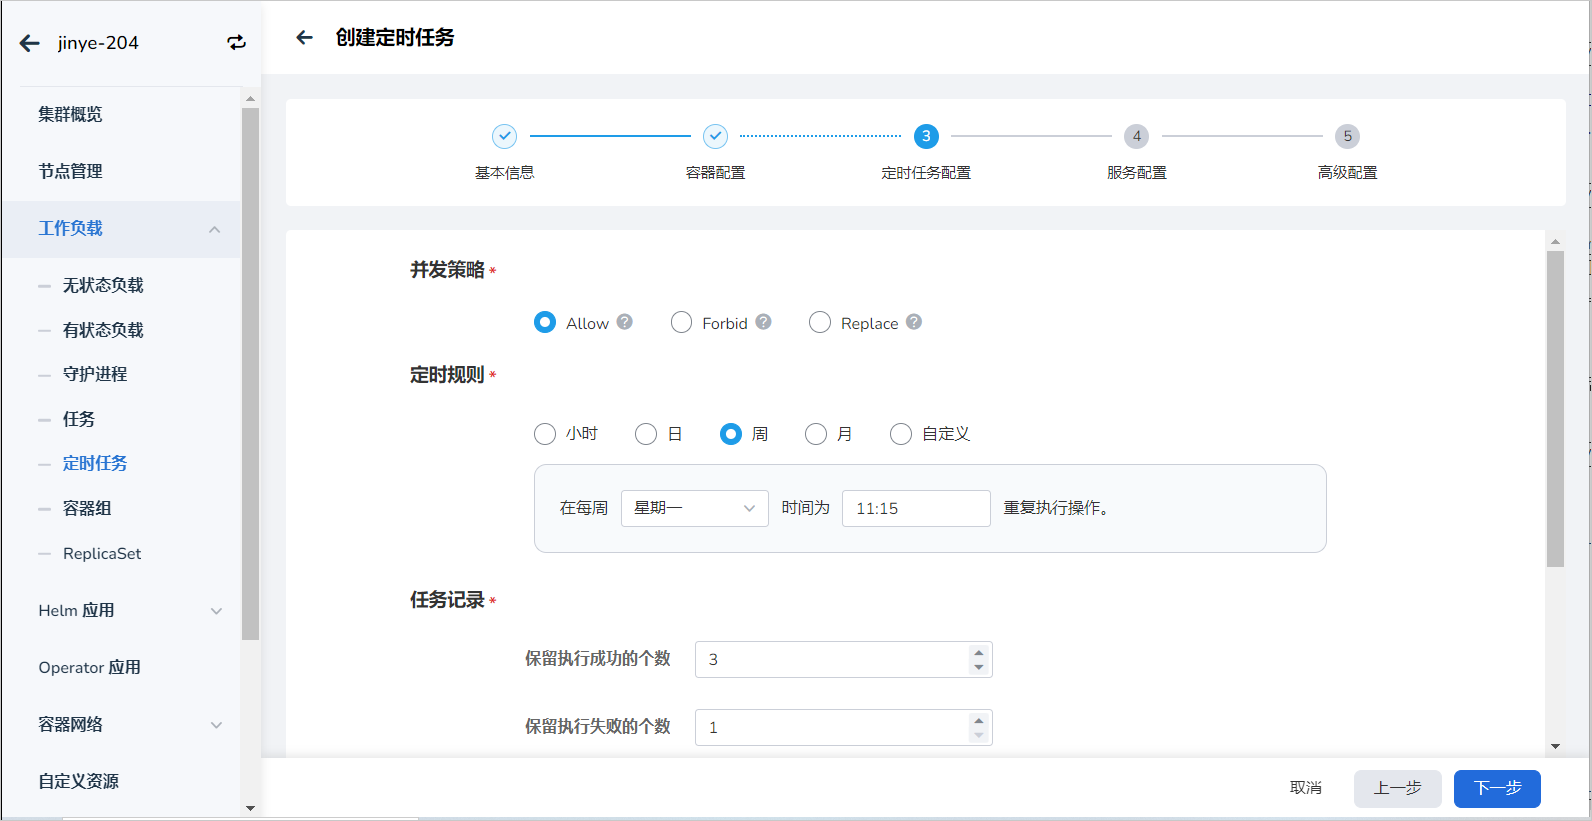 jinye-204
集群概览
节点管理
工作负载
无状态负载
有状态负载
守护进程
任务
定时任务
容器组
ReplicaSet
Helm 应用
Operator 应用
容器网络
自定义资源
创建定时任务
3 4 5
基本信息 容器配置 定时任务配置 服务配置 高级配置
并发策略 *
Allow ? Forbid ? Replace ?
定时规则 *
小时 日 周 月 自定义
在每周 星期一 时间为 11:15 重复执行操作。
任务记录 *
保留执行成功的个数 3
保留执行失败的个数 1
取消 上一步 下一步